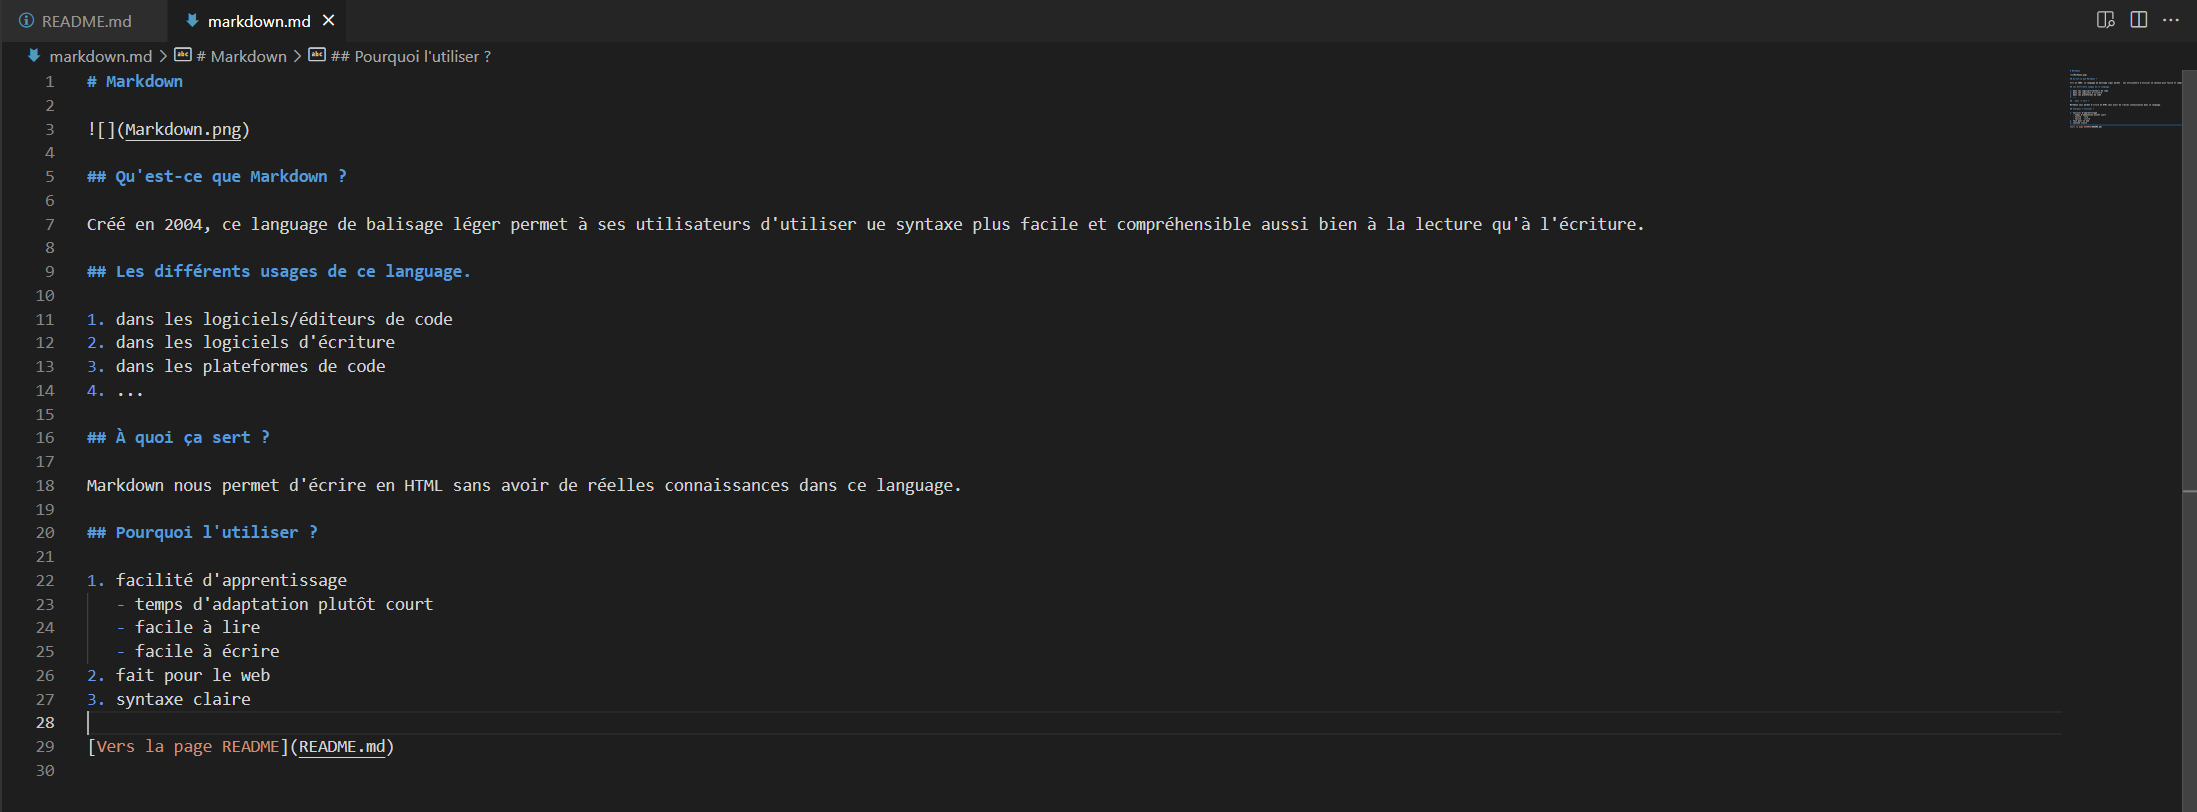 README.md
markdown.md
markdown.md > # Markdown > ## Pourquoi l'utiliser ?
1 # Markdown
2
3 ![](Markdown.png)
4
5 ## Qu'est-ce que Markdown ?
6
7 Créé en 2004, ce language de balisage léger permet à ses utilisateurs d'utiliser ue syntaxe plus facile et compréhensible aussi bien à la lecture qu'à l'écriture.
8
9 ## Les différents usages de ce language.
10
11 1. dans les logiciels/éditeurs de code
12 2. dans les logiciels d'écriture
13 3. dans les plateformes de code
14 4. ...
15
16 ## À quoi ça sert ?
17
18 Markdown nous permet d'écrire en HTML sans avoir de réelles connaissances dans ce language.
19
20 ## Pourquoi l'utiliser ?
21
22 1. facilité d'apprentissage
23 - temps d'adaptation plutôt court
24 - facile à lire
25 - facile à écrire
26 2. fait pour le web
27 3. syntaxe claire
28
29 [Vers la page README](README.md)
30